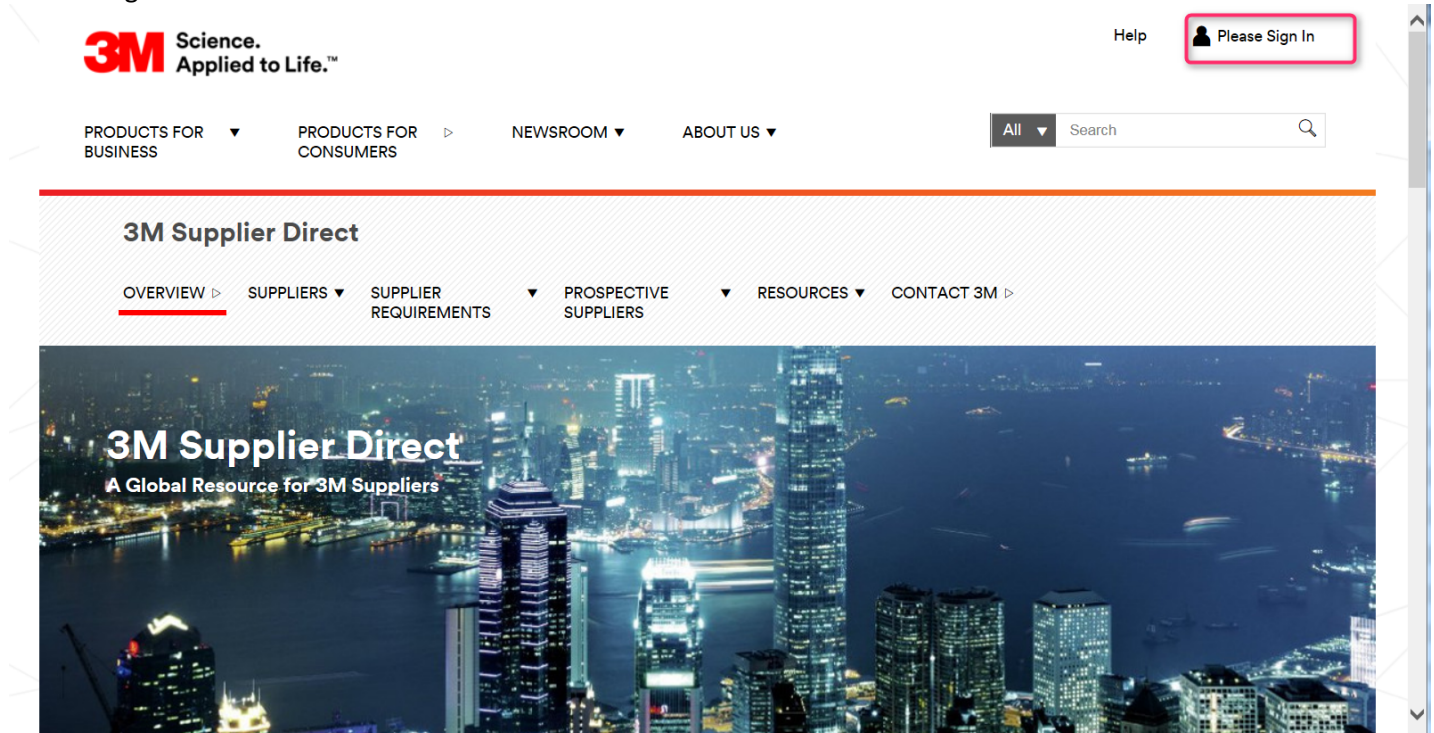 3M Science.
Applied to Life.™
Help
Please Sign In
PRODUCTS FOR
BUSINESS
PRODUCTS FOR
CONSUMERS
NEWSROOM
ABOUT US
All
Search
3M Supplier Direct
OVERVIEW
SUPPLIERS
SUPPLIER
REQUIREMENTS
PROSPECTIVE
SUPPLIERS
RESOURCES
CONTACT 3M
3M Supplier Direct
A Global Resource for 3M Suppliers